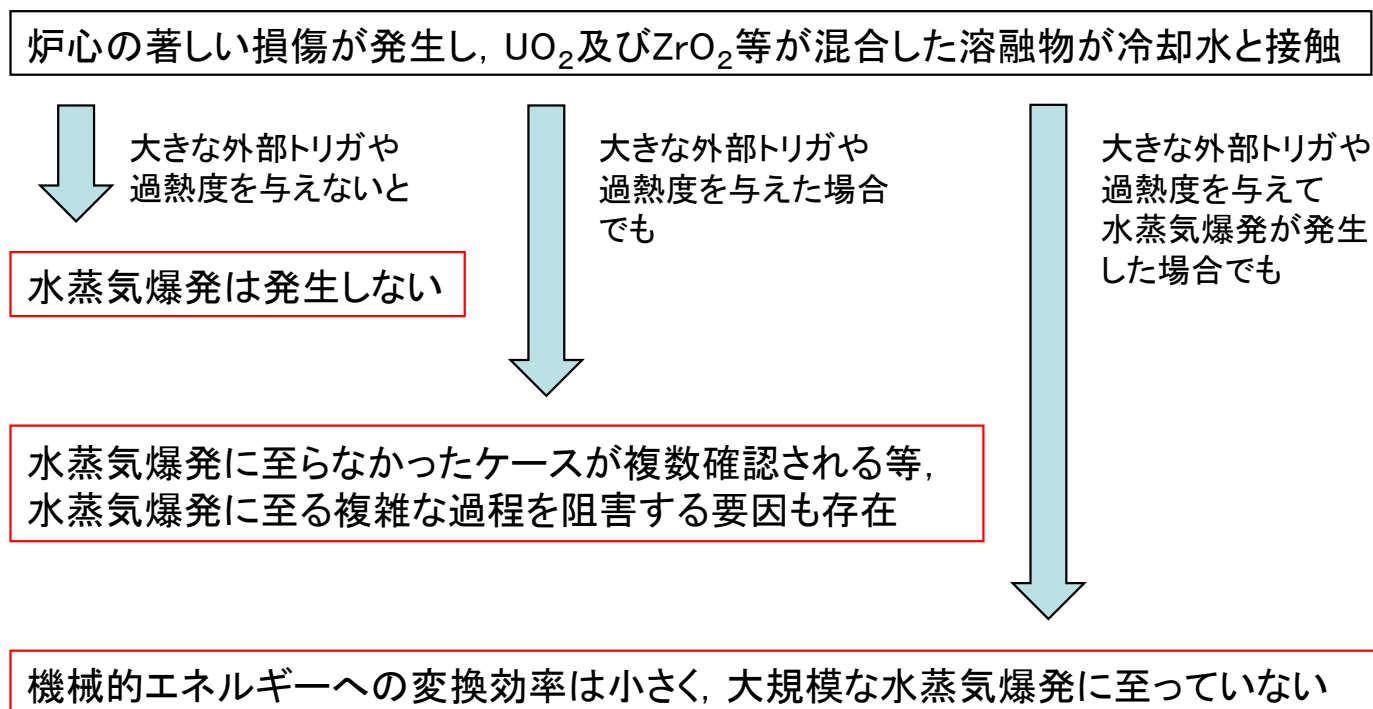 炉心の著しい損傷が発生し, UO₂及びZrO₂等が混合した溶融物が冷却水と接触
大きな外部トリガや
過熱度を与えないと
大きな外部トリガや
過熱度を与えた場合
でも
大きな外部トリガや
過熱度を与えて
水蒸気爆発が発生
した場合でも
水蒸気爆発は発生しない
水蒸気爆発に至らなかったケースが複数確認される等,
水蒸気爆発に至る複雑な過程を阻害する要因も存在
機械的エネルギーへの変換効率は小さく, 大規模な水蒸気爆発に至っていない